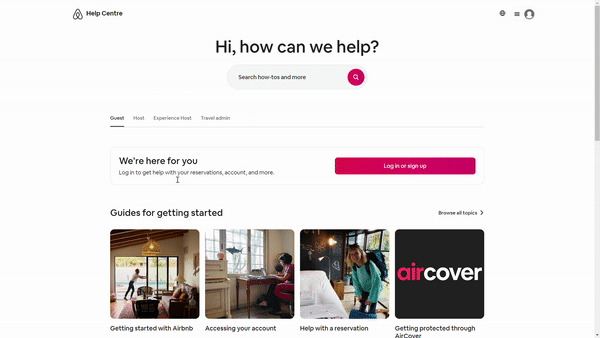 Help Centre
Hi, how can we help?
Search how-tos and more
Guest Host Experience Host Travel admin
We're here for you
Log in to get help with your reservations, account, and more.
Log in or sign up
Guides for getting started
Browse all topics
aircover
Getting started with Airbnb
Accessing your account
Help with a reservation
Getting protected through
AirCover